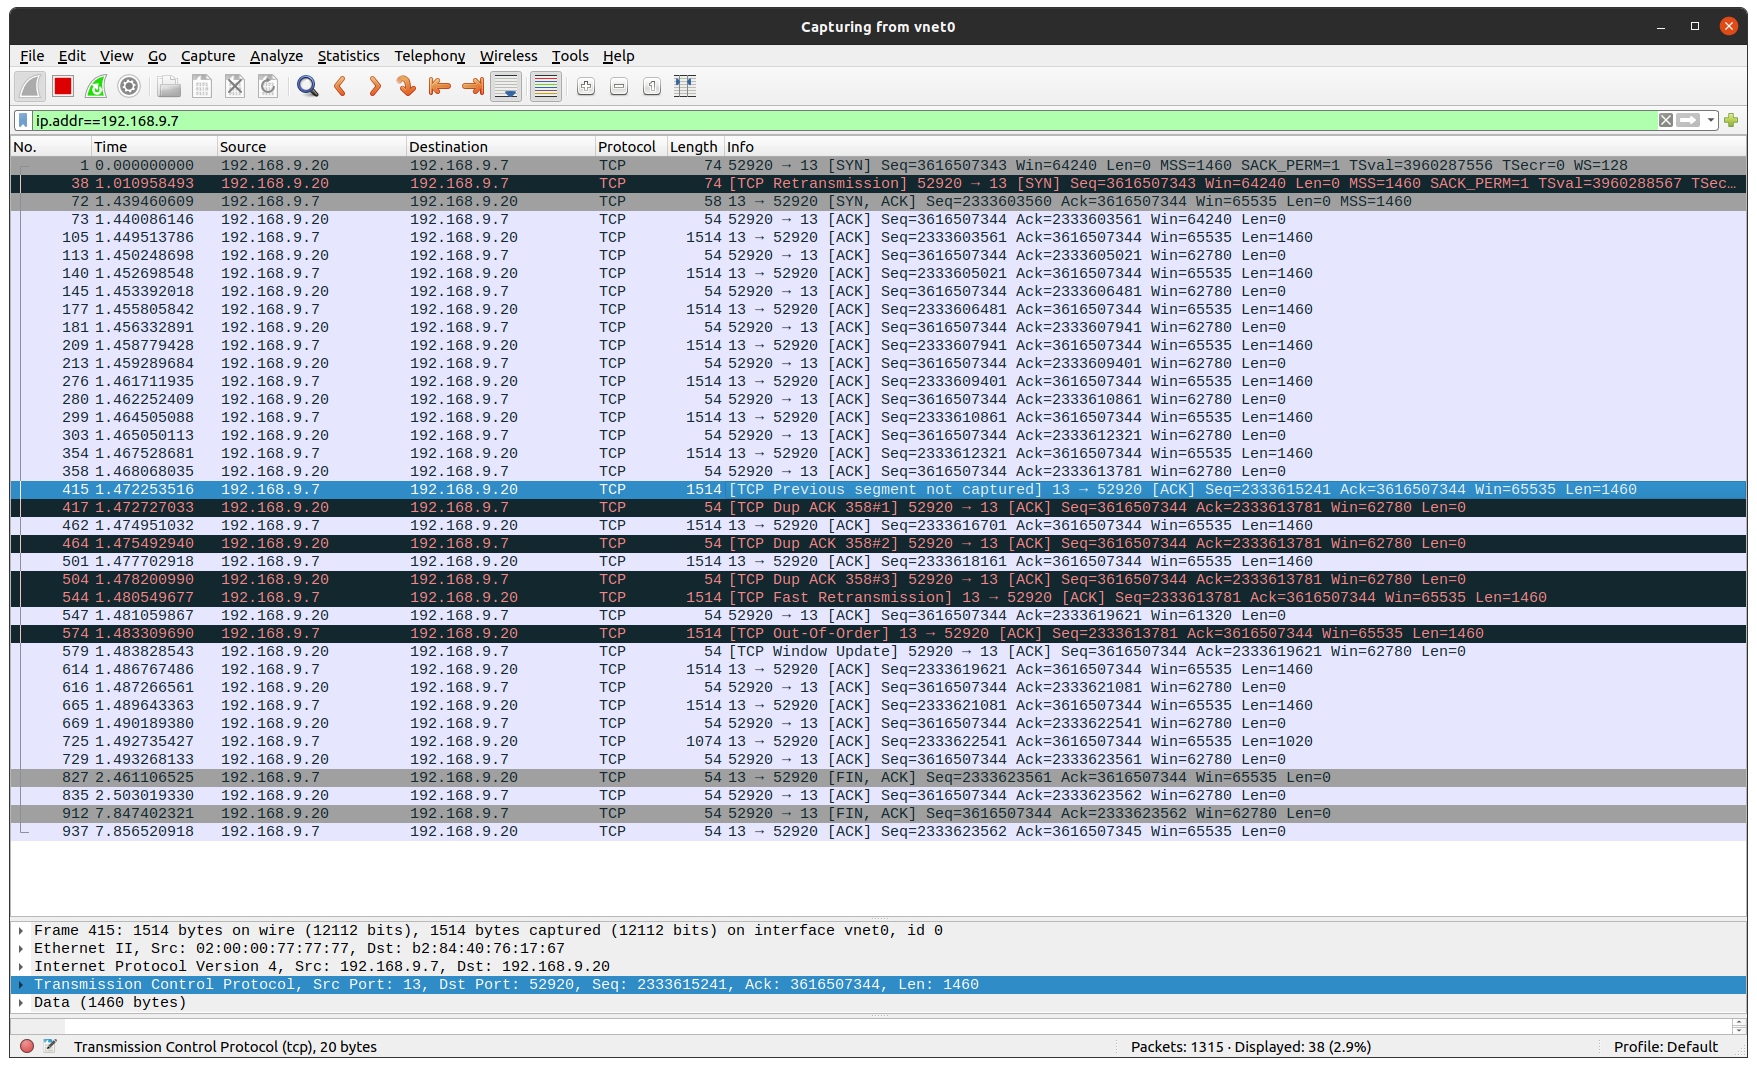 Capturing from vnet0
File Edit View Go Capture Analyze Statistics Telephony Wireless Tools Help
ip.addr==192.168.9.7
No. Time Source Destination Protocol Length Info
1 0.000000000 192.168.9.20 192.168.9.7 TCP 74 52920 → 13 [SYN] Seq=3616507343 Win=64240 Len=0 MSS=1460 SACK_PERM=1 TSval=3960287556 TSecr=0 WS=128
38 1.010958493 192.168.9.20 192.168.9.7 TCP 74 [TCP Retransmission] 52920 → 13 [SYN] Seq=3616507343 Win=64240 Len=0 MSS=1460 SACK_PERM=1 TSval=3960288567 TSec…
72 1.439460609 192.168.9.7 192.168.9.20 TCP 58 13 → 52920 [SYN, ACK] Seq=2333603560 Ack=3616507344 Win=65535 Len=0 MSS=1460
73 1.440086146 192.168.9.20 192.168.9.7 TCP 54 52920 → 13 [ACK] Seq=3616507344 Ack=2333603561 Win=64240 Len=0
105 1.449513786 192.168.9.7 192.168.9.20 TCP 1514 13 → 52920 [ACK] Seq=2333603561 Ack=3616507344 Win=65535 Len=1460
113 1.450248698 192.168.9.20 192.168.9.7 TCP 54 52920 → 13 [ACK] Seq=3616507344 Ack=2333605021 Win=62780 Len=0
140 1.452698548 192.168.9.7 192.168.9.20 TCP 1514 13 → 52920 [ACK] Seq=2333605021 Ack=3616507344 Win=65535 Len=1460
145 1.453392018 192.168.9.20 192.168.9.7 TCP 54 52920 → 13 [ACK] Seq=3616507344 Ack=2333606481 Win=62780 Len=0
177 1.455805842 192.168.9.7 192.168.9.20 TCP 1514 13 → 52920 [ACK] Seq=2333606481 Ack=3616507344 Win=65535 Len=1460
181 1.456332891 192.168.9.20 192.168.9.7 TCP 54 52920 → 13 [ACK] Seq=3616507344 Ack=2333607941 Win=62780 Len=0
209 1.458779428 192.168.9.7 192.168.9.20 TCP 1514 13 → 52920 [ACK] Seq=2333607941 Ack=3616507344 Win=65535 Len=1460
213 1.459289684 192.168.9.20 192.168.9.7 TCP 54 52920 → 13 [ACK] Seq=3616507344 Ack=2333609401 Win=62780 Len=0
276 1.461711935 192.168.9.7 192.168.9.20 TCP 1514 13 → 52920 [ACK] Seq=2333609401 Ack=3616507344 Win=65535 Len=1460
280 1.462252409 192.168.9.20 192.168.9.7 TCP 54 52920 → 13 [ACK] Seq=3616507344 Ack=2333610861 Win=62780 Len=0
299 1.464505088 192.168.9.7 192.168.9.20 TCP 1514 13 → 52920 [ACK] Seq=2333610861 Ack=3616507344 Win=65535 Len=1460
303 1.465050113 192.168.9.20 192.168.9.7 TCP 54 52920 → 13 [ACK] Seq=3616507344 Ack=2333612321 Win=62780 Len=0
354 1.467528681 192.168.9.7 192.168.9.20 TCP 1514 13 → 52920 [ACK] Seq=2333612321 Ack=3616507344 Win=65535 Len=1460
358 1.468068035 192.168.9.20 192.168.9.7 TCP 54 52920 → 13 [ACK] Seq=3616507344 Ack=2333613781 Win=62780 Len=0
415 1.472253516 192.168.9.7 192.168.9.20 TCP 1514 [TCP Previous segment not captured] 13 → 52920 [ACK] Seq=2333615241 Ack=3616507344 Win=65535 Len=1460
417 1.472727033 192.168.9.20 192.168.9.7 TCP 54 [TCP Dup ACK 358#1] 52920 → 13 [ACK] Seq=3616507344 Ack=2333613781 Win=62780 Len=0
462 1.474951032 192.168.9.7 192.168.9.20 TCP 1514 13 → 52920 [ACK] Seq=2333616701 Ack=3616507344 Win=65535 Len=1460
464 1.475492940 192.168.9.20 192.168.9.7 TCP 54 [TCP Dup ACK 358#2] 52920 → 13 [ACK] Seq=3616507344 Ack=2333613781 Win=62780 Len=0
501 1.477702918 192.168.9.7 192.168.9.20 TCP 1514 13 → 52920 [ACK] Seq=2333618161 Ack=3616507344 Win=65535 Len=1460
504 1.478200990 192.168.9.20 192.168.9.7 TCP 54 [TCP Dup ACK 358#3] 52920 → 13 [ACK] Seq=3616507344 Ack=2333613781 Win=62780 Len=0
544 1.480549677 192.168.9.7 192.168.9.20 TCP 1514 [TCP Fast Retransmission] 13 → 52920 [ACK] Seq=2333613781 Ack=3616507344 Win=65535 Len=1460
547 1.481059867 192.168.9.20 192.168.9.7 TCP 54 52920 → 13 [ACK] Seq=3616507344 Ack=2333619621 Win=61320 Len=0
574 1.483309690 192.168.9.7 192.168.9.20 TCP 1514 [TCP Out-Of-Order] 13 → 52920 [ACK] Seq=2333613781 Ack=3616507344 Win=65535 Len=1460
579 1.483828543 192.168.9.20 192.168.9.7 TCP 54 [TCP Window Update] 52920 → 13 [ACK] Seq=3616507344 Ack=2333619621 Win=62780 Len=0
614 1.486767486 192.168.9.7 192.168.9.20 TCP 1514 13 → 52920 [ACK] Seq=2333619621 Ack=3616507344 Win=65535 Len=1460
616 1.487266561 192.168.9.20 192.168.9.7 TCP 54 52920 → 13 [ACK] Seq=3616507344 Ack=2333621081 Win=62780 Len=0
665 1.489643363 192.168.9.7 192.168.9.20 TCP 1514 13 → 52920 [ACK] Seq=2333621081 Ack=3616507344 Win=65535 Len=1460
669 1.490189380 192.168.9.20 192.168.9.7 TCP 54 52920 → 13 [ACK] Seq=3616507344 Ack=2333622541 Win=62780 Len=0
725 1.492735427 192.168.9.7 192.168.9.20 TCP 1074 13 → 52920 [ACK] Seq=2333622541 Ack=3616507344 Win=65535 Len=1020
729 1.493268133 192.168.9.20 192.168.9.7 TCP 54 52920 → 13 [ACK] Seq=3616507344 Ack=2333623561 Win=62780 Len=0
827 2.461106525 192.168.9.7 192.168.9.20 TCP 54 13 → 52920 [FIN, ACK] Seq=2333623561 Ack=3616507344 Win=65535 Len=0
835 2.503019330 192.168.9.20 192.168.9.7 TCP 54 52920 → 13 [ACK] Seq=3616507344 Ack=2333623562 Win=62780 Len=0
912 7.847402321 192.168.9.20 192.168.9.7 TCP 54 52920 → 13 [FIN, ACK] Seq=3616507344 Ack=2333623562 Win=62780 Len=0
937 7.856520918 192.168.9.7 192.168.9.20 TCP 54 13 → 52920 [ACK] Seq=2333623562 Ack=3616507345 Win=65535 Len=0
Frame 415: 1514 bytes on wire (12112 bits), 1514 bytes captured (12112 bits) on interface vnet0, id 0
Ethernet II, Src: 02:00:00:77:77:77, Dst: b2:84:40:76:17:67
Internet Protocol Version 4, Src: 192.168.9.7, Dst: 192.168.9.20
Transmission Control Protocol, Src Port: 13, Dst Port: 52920, Seq: 2333615241, Ack: 3616507344, Len: 1460
Data (1460 bytes)
Transmission Control Protocol (tcp), 20 bytes Packets: 1315 · Displayed: 38 (2.9%) Profile: Default